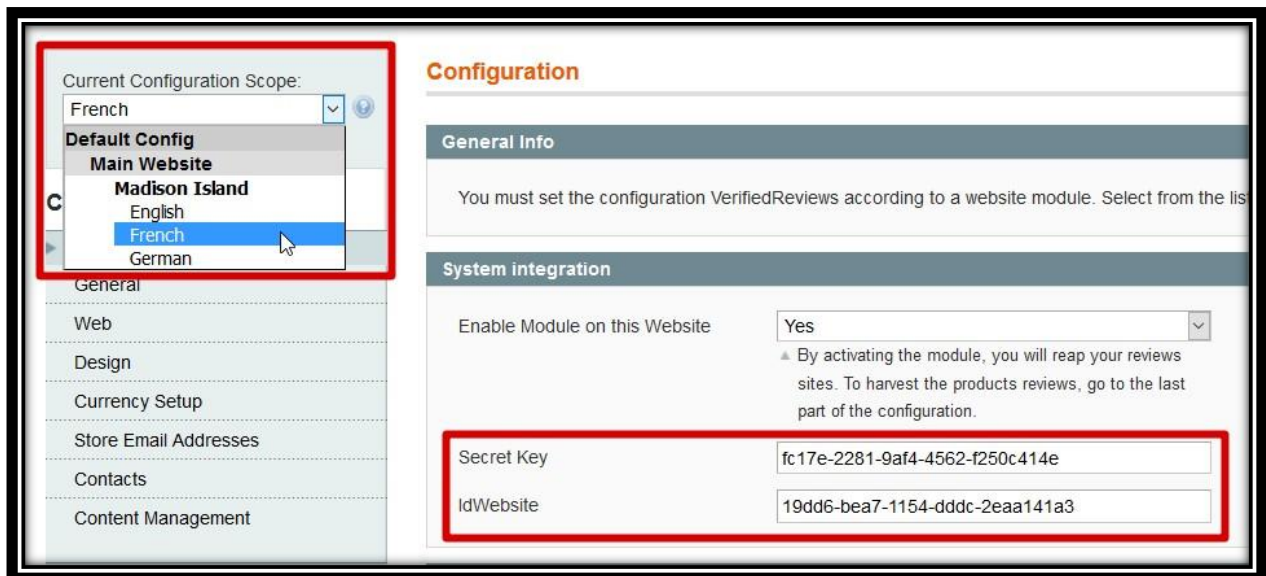 Current Configuration Scope:
French
Default Config
Main Website
Madison Island
English
French
German
C
General
Web
Design
Currency Setup
Store Email Addresses
Contacts
Content Management
Configuration
General Info
You must set the configuration VerifiedReviews according to a website module. Select from the list
System integration
Enable Module on this Website
Yes
By activating the module, you will reap your reviews
sites. To harvest the products reviews, go to the last
part of the configuration.
Secret Key
fc17e-2281-9af4-4562-f250c414e
IdWebsite
19dd6-bea7-1154-dddc-2eaa141a3